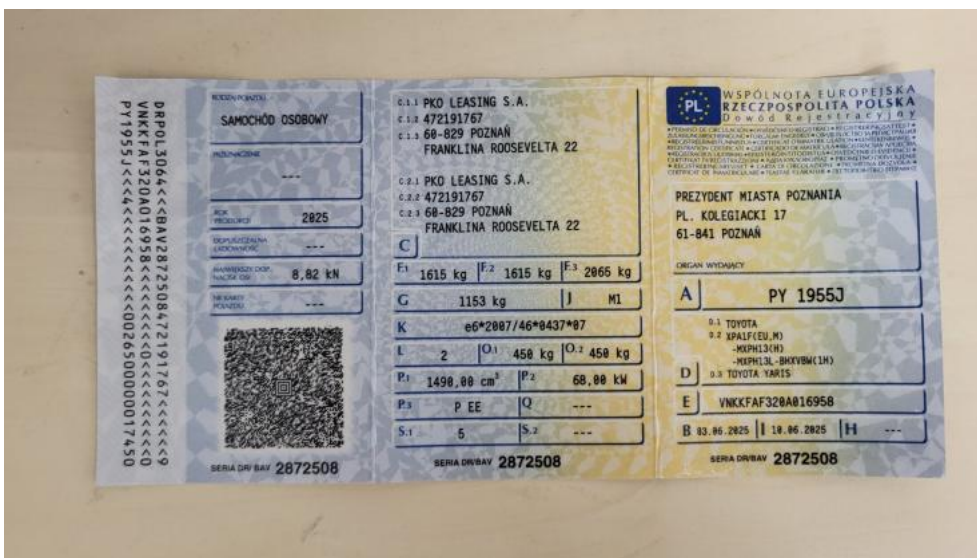 DRPOL3064<<BAV2872508472191767<<<<<9
VNKKFAF320A016958<<<<<<<<0<<<<<<<<<0
PY1955J<<4<<<<<<<<<<<0026500000017450
RODZAJ POJAZDU
SAMOCHÓD OSOBOWY
PRZEZNACZENIE
---
ROK PRODUKCJI 2025
DOPUSZCZALNA ŁADOWNOŚĆ ---
NAJWIĘKSZY DOP. NACISK OSI 8,82 kN
NR KARTY POJAZDU ---
SERIA DR/ BAV 2872508
C.1.1 PKO LEASING S.A.
C.1.2 472191767
C.1.3 60-829 POZNAŃ
FRANKLINA ROOSEVELTA 22
C.2.1 PKO LEASING S.A.
C.2.2 472191767
C.2.3 60-829 POZNAŃ
FRANKLINA ROOSEVELTA 22
C
F.1 1615 kg F.2 1615 kg F.3 2065 kg
G 1153 kg J M1
K e6*2007/46*0437*07
L 2 O.1 450 kg O.2 450 kg
P.1 1490,00 cm³ P.2 68,00 kW
P.3 P EE Q ---
S.1 5 S.2 ---
SERIA DR/BAV 2872508
PL
WSPÓLNOTA EUROPEJSKA
RZECZPOSPOLITA POLSKA
Dowód Rejestracyjny
PREZYDENT MIASTA POZNANIA
PL. KOLEGIACKI 17
61-841 POZNAŃ
ORGAN WYDAJĄCY
A PY 1955J
D.1 TOYOTA
D.2 XPA1F(EU,M)
-MXPH13(H)
-MXPH13L-BHXVBW(1H)
D D.3 TOYOTA YARIS
E VNKKFAF320A016958
B 03.06.2025 I 10.06.2025 H ---
SERIA DR/BAV 2872508